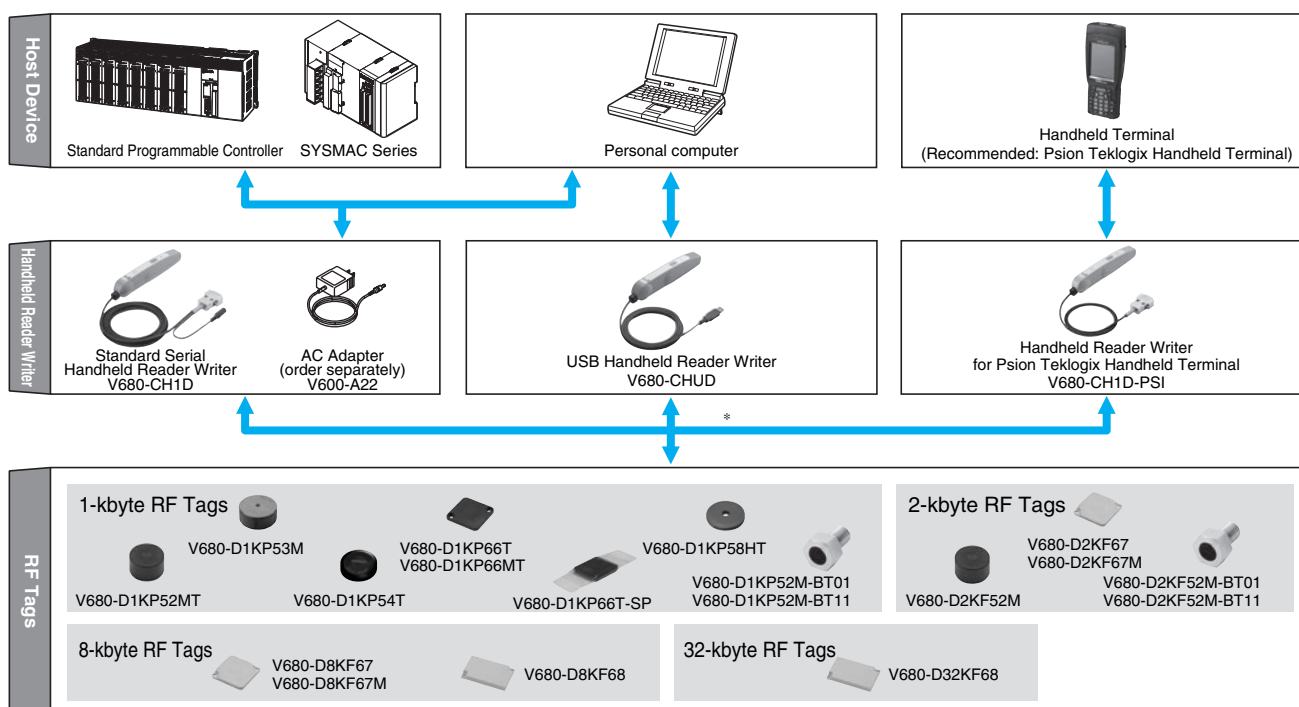 Host Device
Standard Programmable Controller
SYSMAC Series
Personal computer
Handheld Terminal
(Recommended: Psion Teklogix Handheld Terminal)
Handheld Reader Writer
Standard Serial
Handheld Reader Writer
V680-CH1D
AC Adapter
(order separately)
V600-A22
USB Handheld Reader Writer
V680-CHUD
Handheld Reader Writer
for Psion Teklogix Handheld Terminal
V680-CH1D-PSI
*
RF Tags
1-kbyte RF Tags
V680-D1KP53M
V680-D1KP66T
V680-D1KP66MT
V680-D1KP58HT
V680-D1KP52MT
V680-D1KP54T
V680-D1KP66T-SP
V680-D1KP52M-BT01
V680-D1KP52M-BT11
2-kbyte RF Tags
V680-D2KF67
V680-D2KF67M
V680-D2KF52M
V680-D2KF52M-BT01
V680-D2KF52M-BT11
8-kbyte RF Tags
V680-D8KF67
V680-D8KF67M
V680-D8KF68
32-kbyte RF Tags
V680-D32KF68